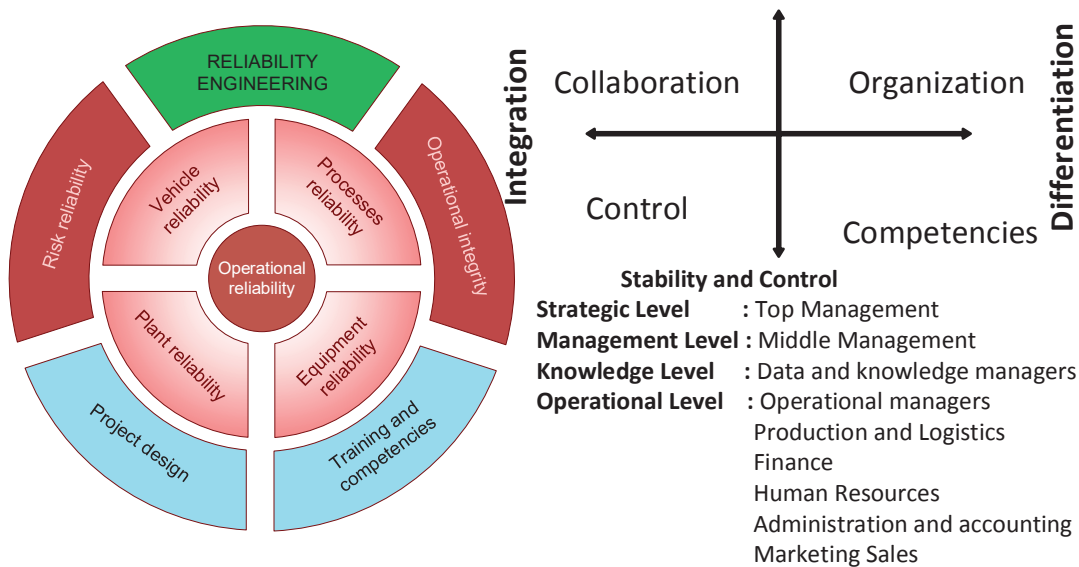 RELIABILITY
ENGINEERING
Risk reliability
Operational integrity
Vehicle
reliability
Processes
reliability
Operational
reliability
Plant reliability
Equipment
reliability
Project design
Training and
competencies
Integration
Collaboration
Organization
Differentiation
Control
Competencies
Stability and Control
Strategic Level : Top Management
Management Level : Middle Management
Knowledge Level : Data and knowledge managers
Operational Level : Operational managers
Production and Logistics
Finance
Human Resources
Administration and accounting
Marketing Sales